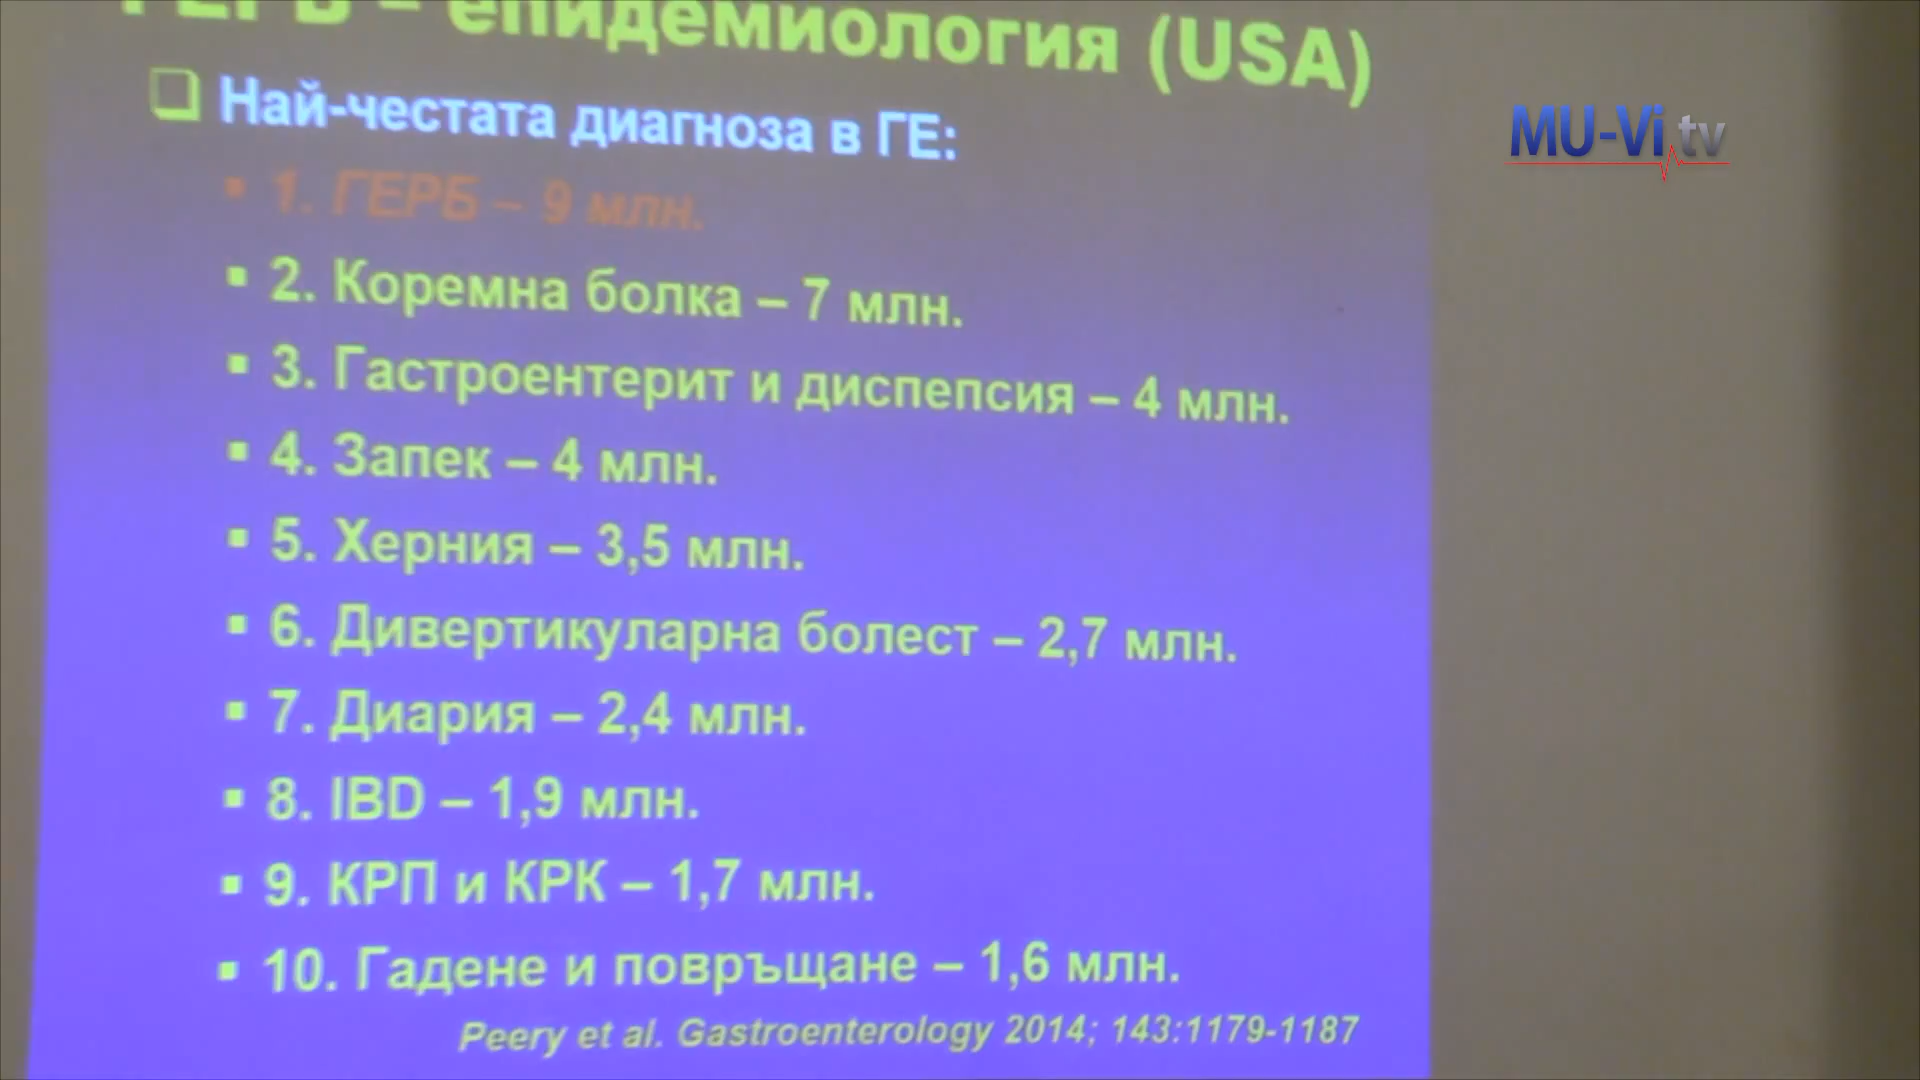 ГЕРБ – епидемиология (USA)
Най-честата диагноза в ГЕ:
1. ГЕРБ – 9 млн.
2. Коремна болка – 7 млн.
3. Гастроентерит и диспепсия – 4 млн.
4. Запек – 4 млн.
5. Херния – 3,5 млн.
6. Дивертикуларна болест – 2,7 млн.
7. Диария – 2,4 млн.
8. IBD – 1,9 млн.
9. КРП и КРК – 1,7 млн.
10. Гадене и повръщане – 1,6 млн.
Peery et al. Gastroenterology 2014; 143:1179-1187
MU-Vi.tv